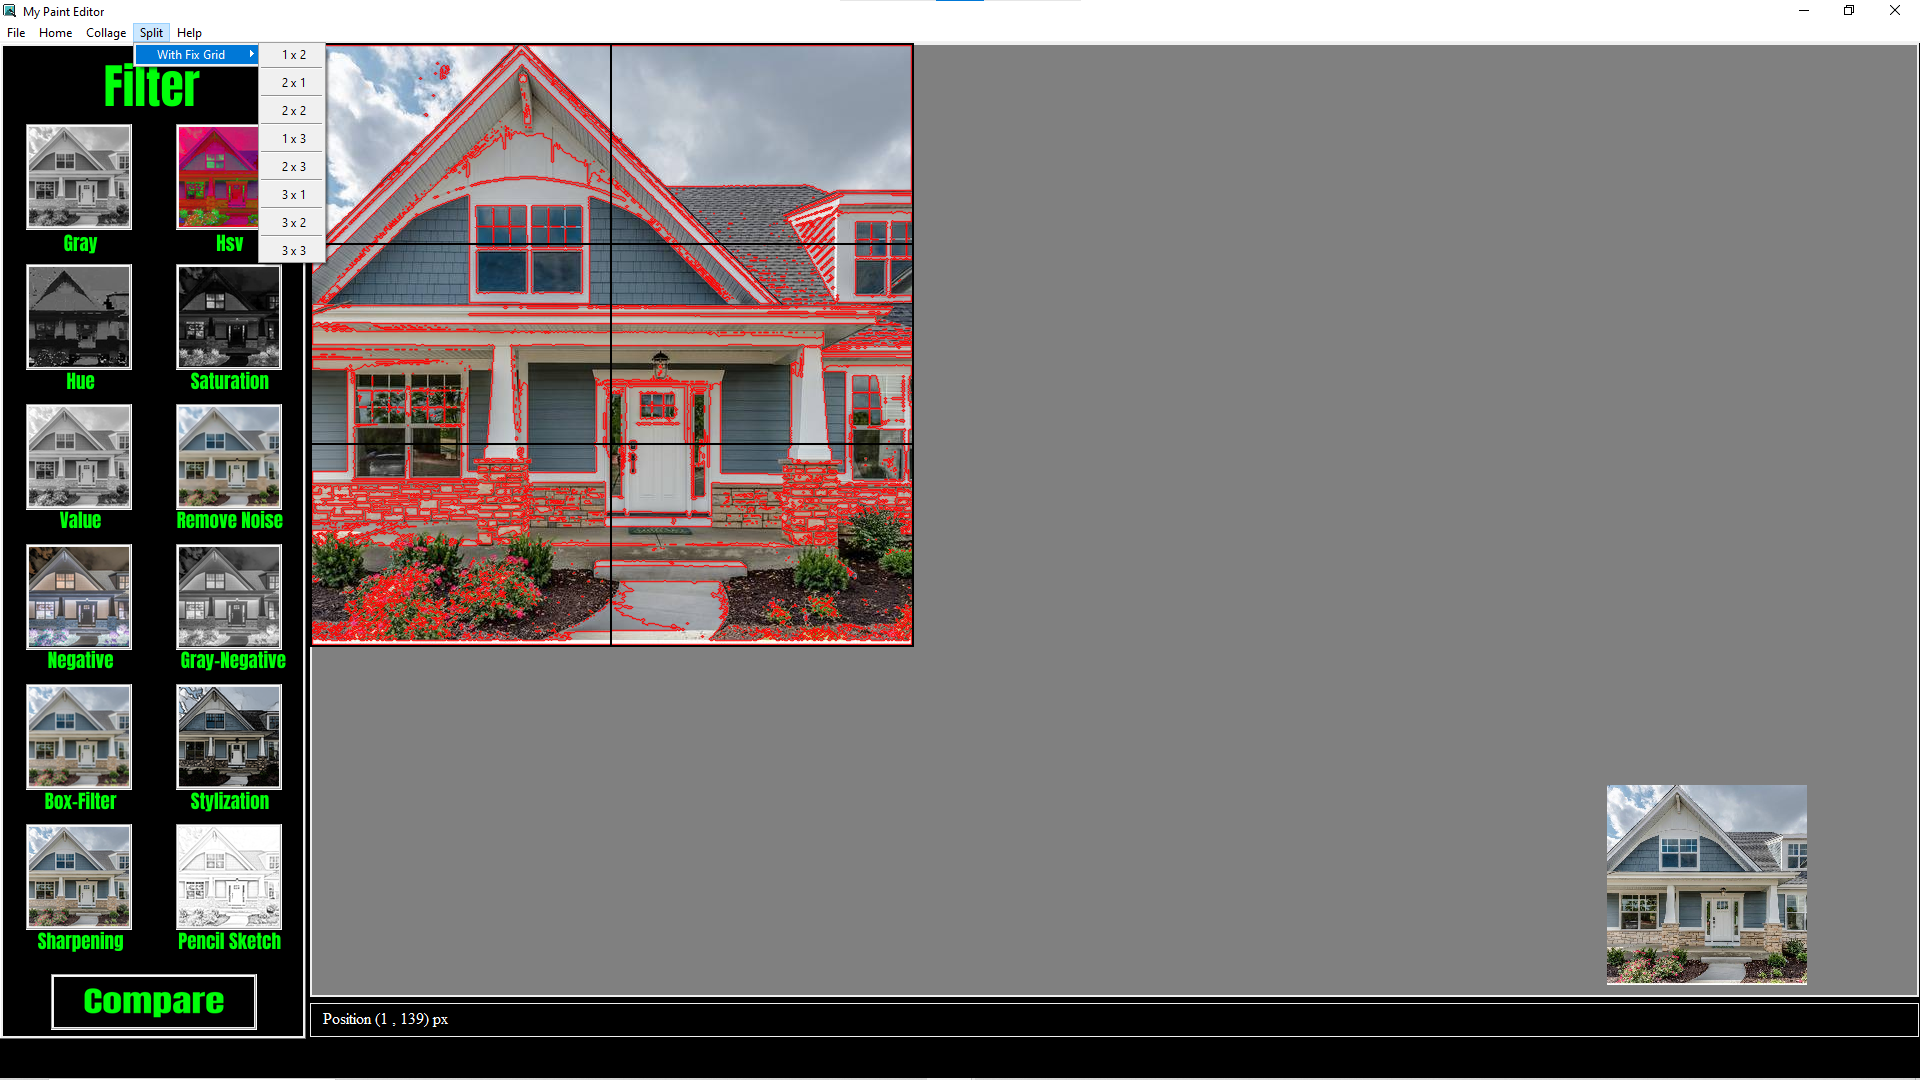 My Paint Editor
File Home Collage Split Help
With Fix Grid
1 x 2
2 x 1
2 x 2
1 x 3
2 x 3
3 x 1
3 x 2
3 x 3
Filter
Gray Hsv
Hue Saturation
Value Remove Noise
Negative Gray-Negative
Box-Filter Stylization
Sharpening Pencil Sketch
Compare
Position (1 , 139) px